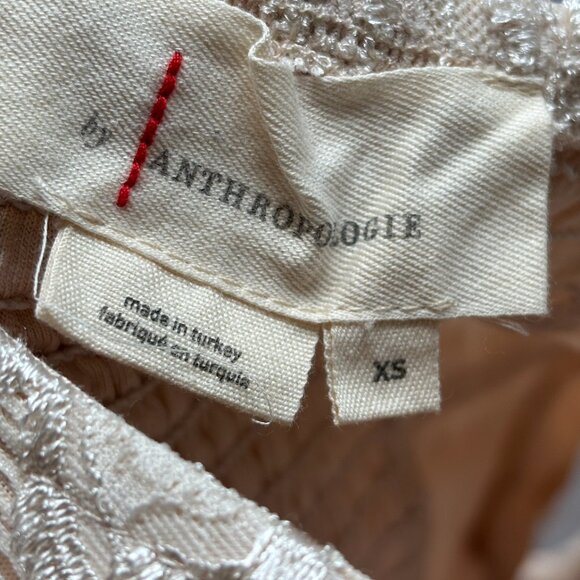 by ANTHROPOLOGIE
made in turkey
fabriqué en turquie
XS